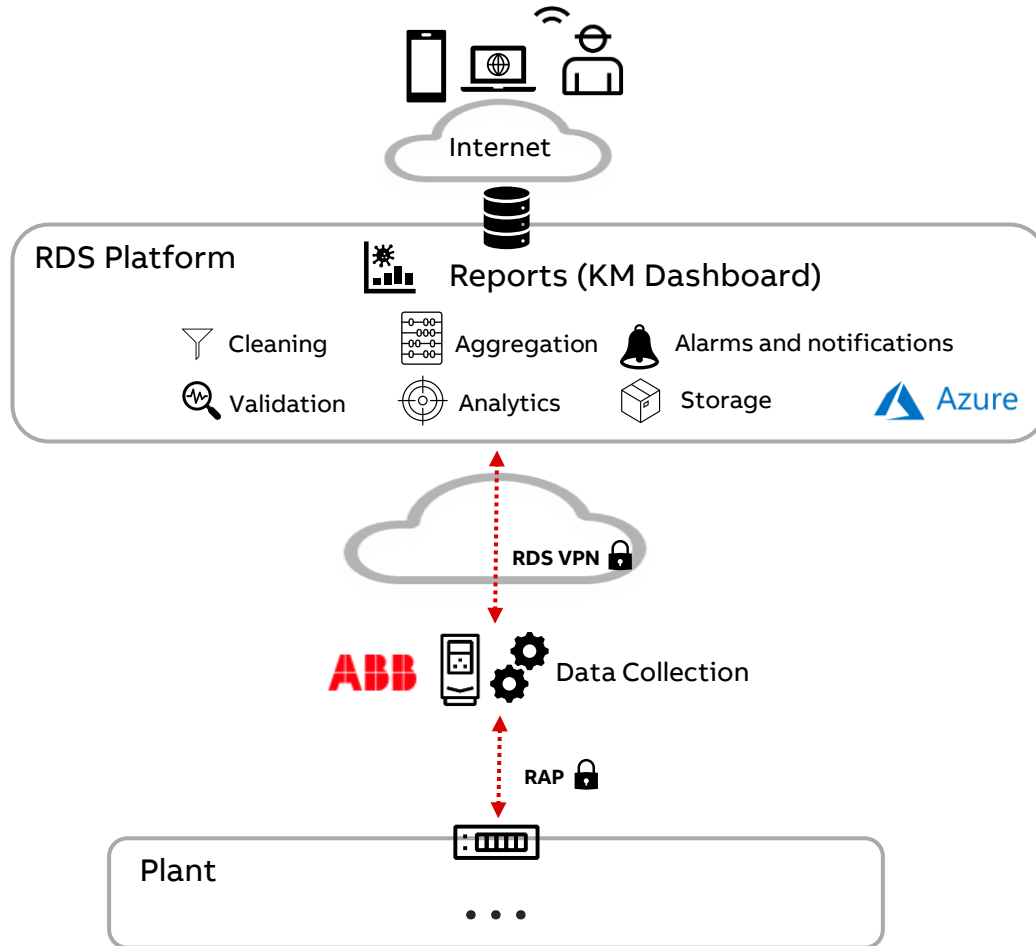 Internet
RDS Platform
Reports (KM Dashboard)
Cleaning
Aggregation
Alarms and notifications
Validation
Analytics
Storage
Azure
RDS VPN
ABB
Data Collection
RAP
Plant
...